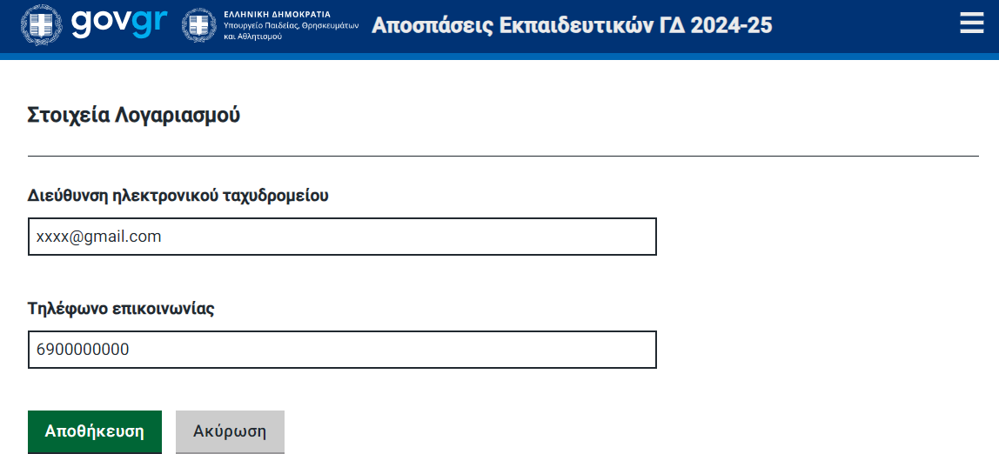 govgr
ΕΛΛΗΝΙΚΗ ΔΗΜΟΚΡΑΤΙΑ
Υπουργείο Παιδείας, Θρησκευμάτων
και Αθλητισμού
Αποσπάσεις Εκπαιδευτικών ΓΔ 2024-25
Στοιχεία Λογαριασμού
Διεύθυνση ηλεκτρονικού ταχυδρομείου
xxxx@gmail.com
Τηλέφωνο επικοινωνίας
6900000000
Αποθήκευση Ακύρωση